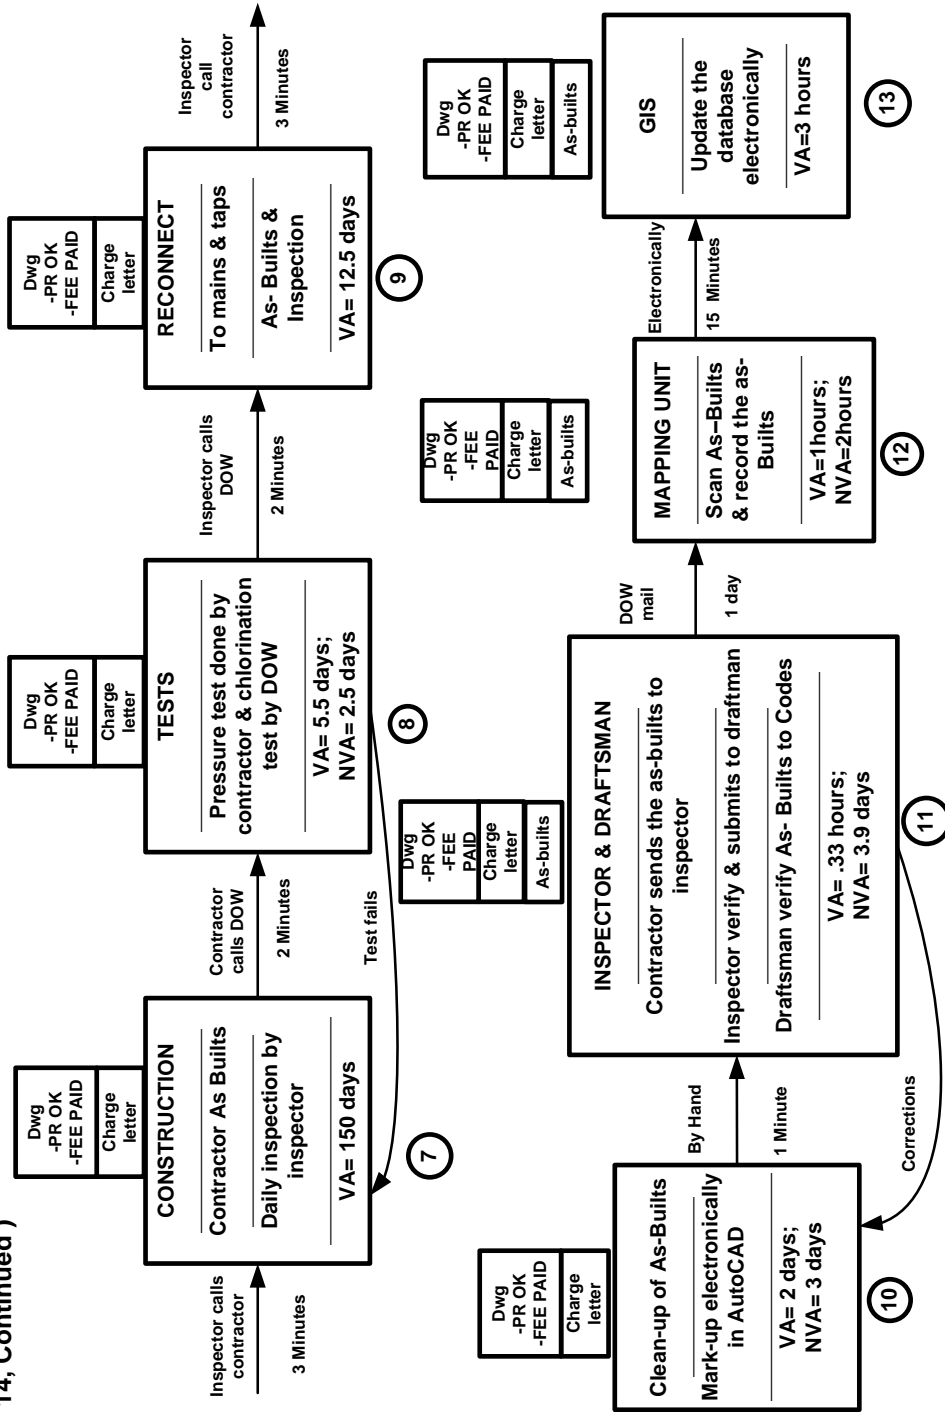 14, Continued )
Inspector calls
contractor
3 Minutes
Dwg
-PR OK
-FEE PAID
Charge
letter
CONSTRUCTION
Contractor As Builts
Daily inspection by
inspector
VA= 150 days
7
Contractor
calls DOW
2 Minutes
Test fails
Dwg
-PR OK
-FEE PAID
Charge
letter
TESTS
Pressure test done by
contractor & chlorination
test by DOW
VA= 5.5 days;
NVA= 2.5 days
8
Inspector calls
DOW
2 Minutes
Dwg
-PR OK
-FEE PAID
Charge
letter
RECONNECT
To mains & taps
As- Builts &
Inspection
VA= 12.5 days
9
Inspector
call
contractor
3 Minutes
Dwg
-PR OK
-FEE PAID
Charge
letter
Clean-up of As-Builts
Mark-up electronically
in AutoCAD
VA= 2 days;
NVA= 3 days
10
By Hand
1 Minute
Corrections
Dwg
-PR OK
-FEE
PAID
Charge
letter
As-builts
INSPECTOR & DRAFTSMAN
Contractor sends the as-builts to
inspector
Inspector verify & submits to draftman
Draftsman verify As- Builts to Codes
VA= .33 hours;
NVA= 3.9 days
11
DOW
mail
1 day
Dwg
-PR OK
-FEE
PAID
Charge
letter
As-builts
MAPPING UNIT
Scan As–Builts
& record the as-
Builts
VA=1hours;
NVA=2hours
12
Electronically
15 Minutes
Dwg
-PR OK
-FEE PAID
Charge
letter
As-builts
GIS
Update the
database
electronically
VA=3 hours
13